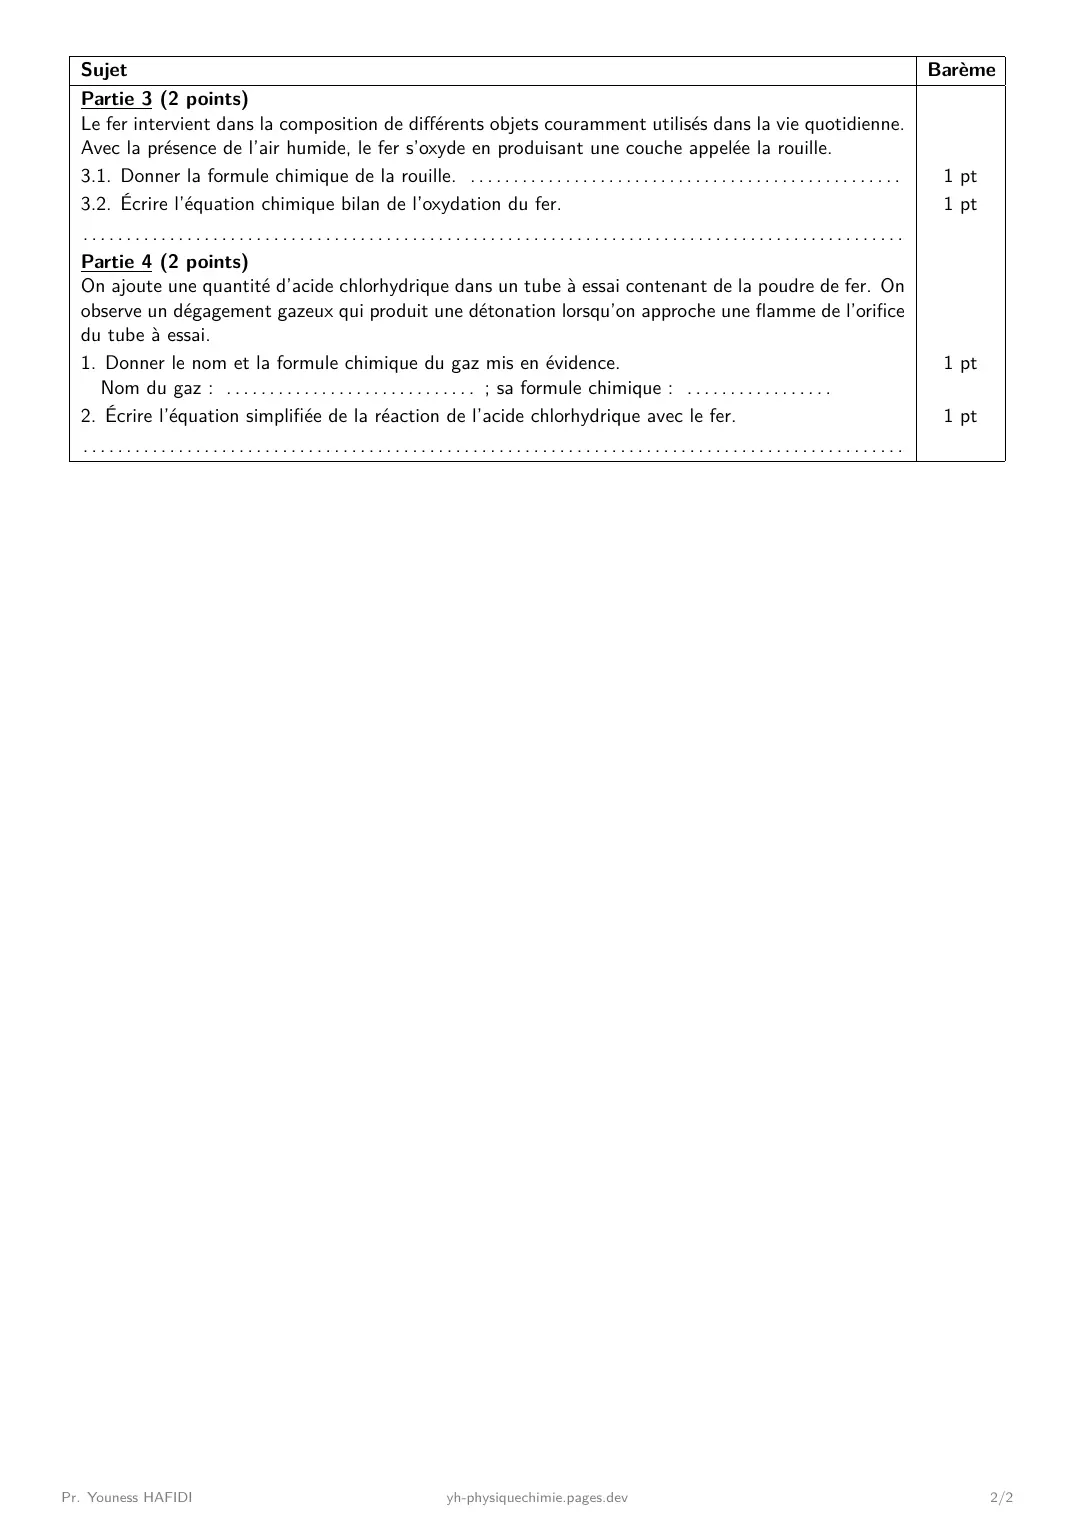 Sujet Barème
Partie 3 (2 points)
Le fer intervient dans la composition de différents objets couramment utilisés dans la vie quotidienne.
Avec la présence de l'air humide, le fer s'oxyde en produisant une couche appelée la rouille.
3.1. Donner la formule chimique de la rouille. .................................................. 1 pt
3.2. Écrire l'équation chimique bilan de l'oxydation du fer. 1 pt
...............................................................................................
Partie 4 (2 points)
On ajoute une quantité d'acide chlorhydrique dans un tube à essai contenant de la poudre de fer. On
observe un dégagement gazeux qui produit une détonation lorsqu'on approche une flamme de l'orifice
du tube à essai.
1. Donner le nom et la formule chimique du gaz mis en évidence. 1 pt
Nom du gaz : ............................. ; sa formule chimique : .................
2. Écrire l'équation simplifiée de la réaction de l'acide chlorhydrique avec le fer. 1 pt
...............................................................................................
Pr. Youness HAFIDI yh-physiquechimie.pages.dev 2/2